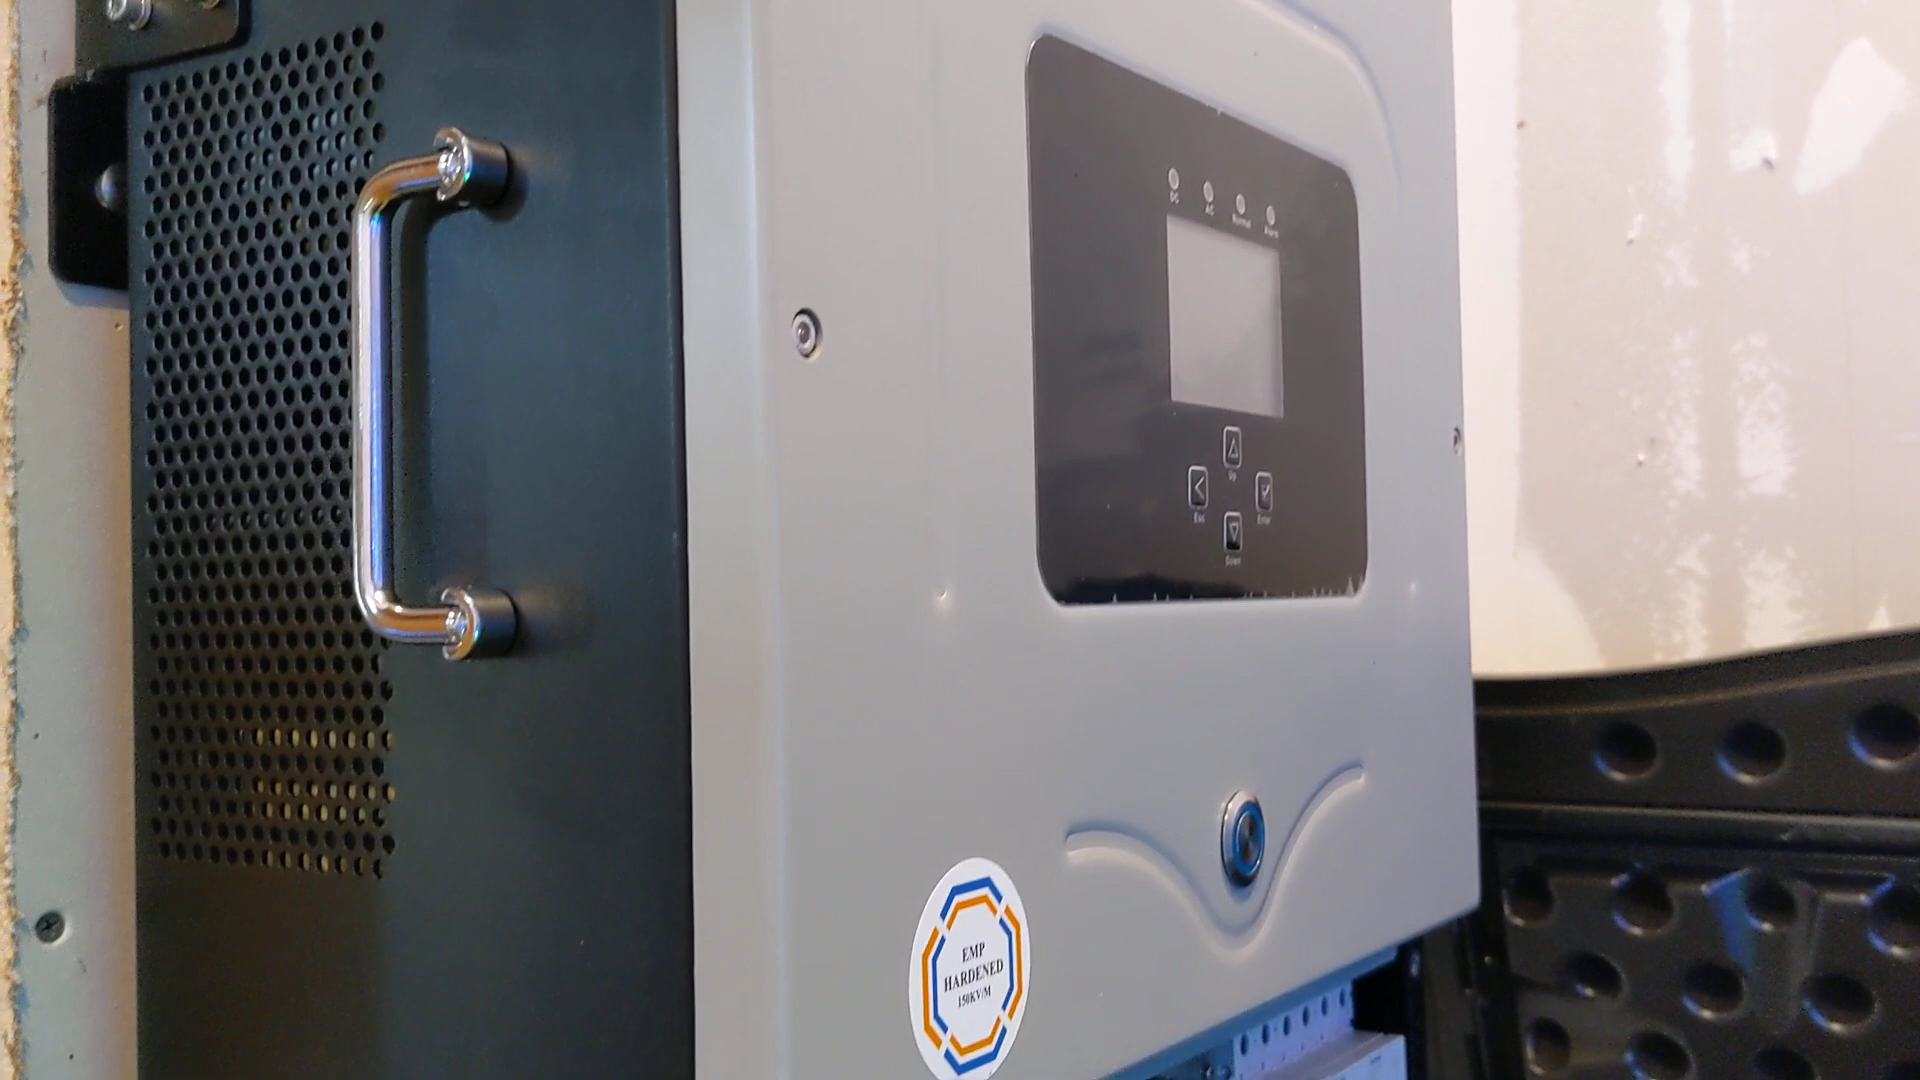 DC AC Normal Alarm
Up
Esc Enter
Down
EMP
HARDENED
150KV/M